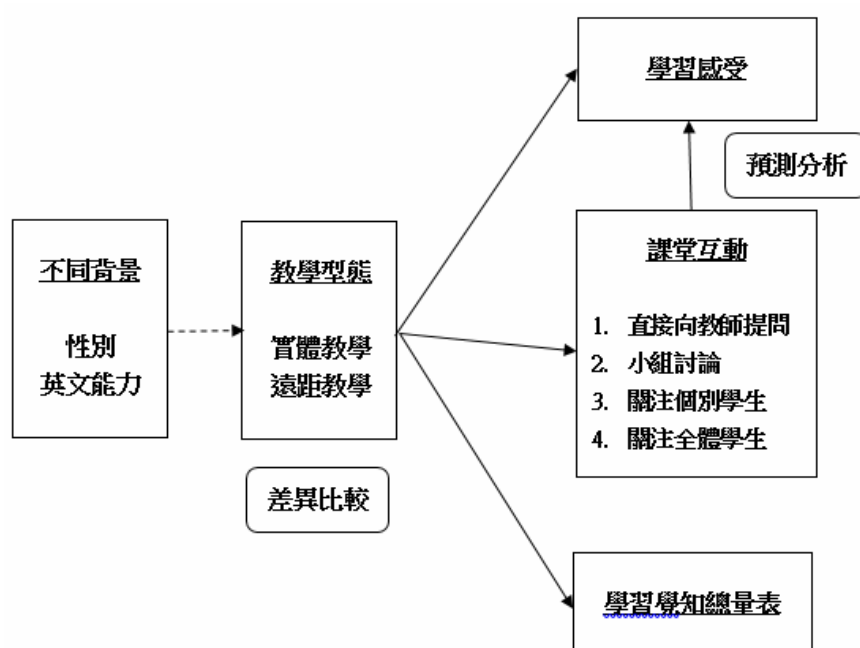 不同背景
性別
英文能力
教學型態
實體教學
遠距教學
差異比較
學習感受
預測分析
課堂互動
1. 直接向教師提問
2. 小組討論
3. 關注個別學生
4. 關注全體學生
學習覺知總量表